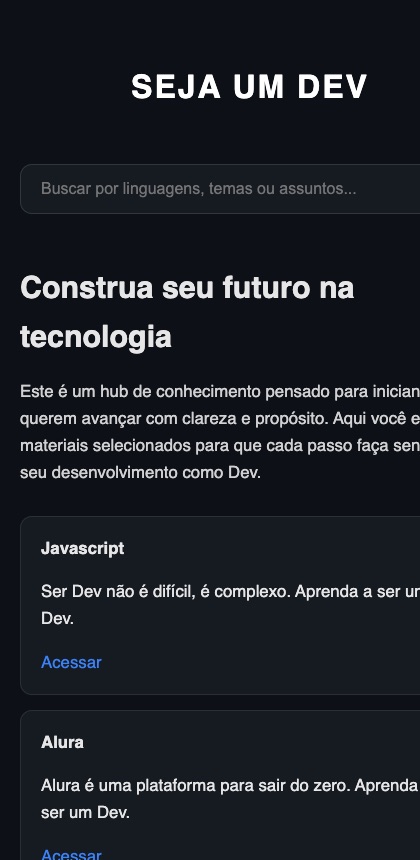 SEJA UM DEV
Buscar por linguagens, temas ou assuntos...
Construa seu futuro na
tecnologia
Este é um hub de conhecimento pensado para inician
querem avançar com clareza e propósito. Aqui você e
materiais selecionados para que cada passo faça sen
seu desenvolvimento como Dev.
Javascript
Ser Dev não é difícil, é complexo. Aprenda a ser um
Dev.
Acessar
Alura
Alura é uma plataforma para sair do zero. Aprenda
ser um Dev.
Acessar